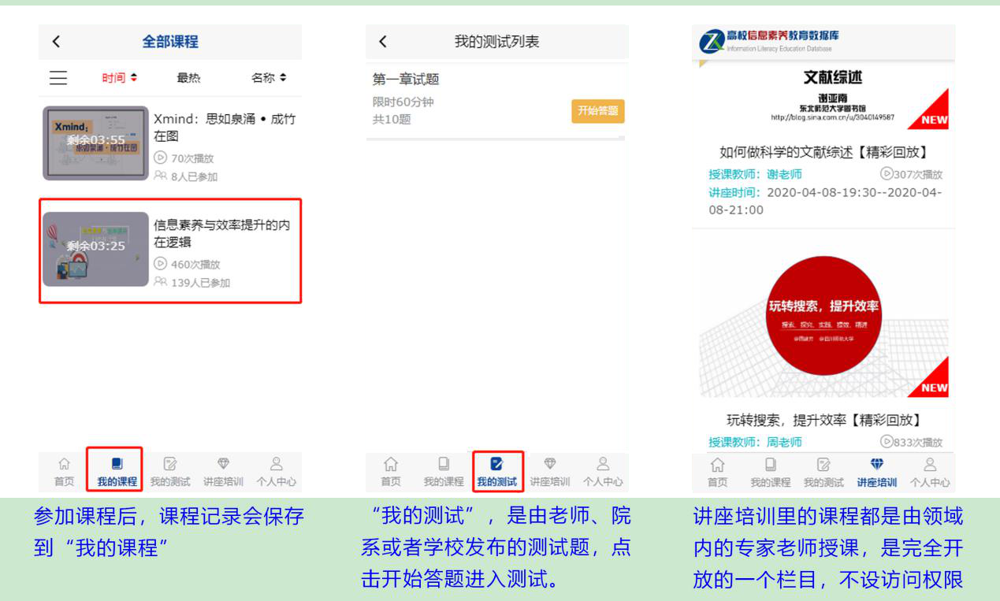 全部课程
时间 最热 名称
Xmind;
剩余03:55
Xmind：思如泉涌 • 成竹
在图
70次播放
8人已参加
剩余03:25
信息素养与效率提升的内
在逻辑
460次播放
139人已参加
首页 我的课程 我的测试 讲座培训 个人中心
参加课程后，课程记录会保存
到“我的课程”
我的测试列表
第一章试题
限时60分钟
共10题
开始答题
首页 我的课程 我的测试 讲座培训 个人中心
“我的测试”，是由老师、院
系或者学校发布的测试题，点
击开始答题进入测试。
高校信息素养教育数据库
Information Literacy Education Database
文献综述
谢亚南
东北师范大学图书馆
http://blog.sina.com.cn/u/3040149587
NEW
如何做科学的文献综述【精彩回放】
授课教师：谢老师 307次播放
讲座时间：2020-04-08-19:30--2020-04-
08-21:00
玩转搜索，提升效率
NEW
玩转搜索，提升效率【精彩回放】
授课教师：周老师 833次播放
首页 我的课程 我的测试 讲座培训 个人中心
讲座培训里的课程都是由领域
内的专家老师授课，是完全开
放的一个栏目，不设访问权限